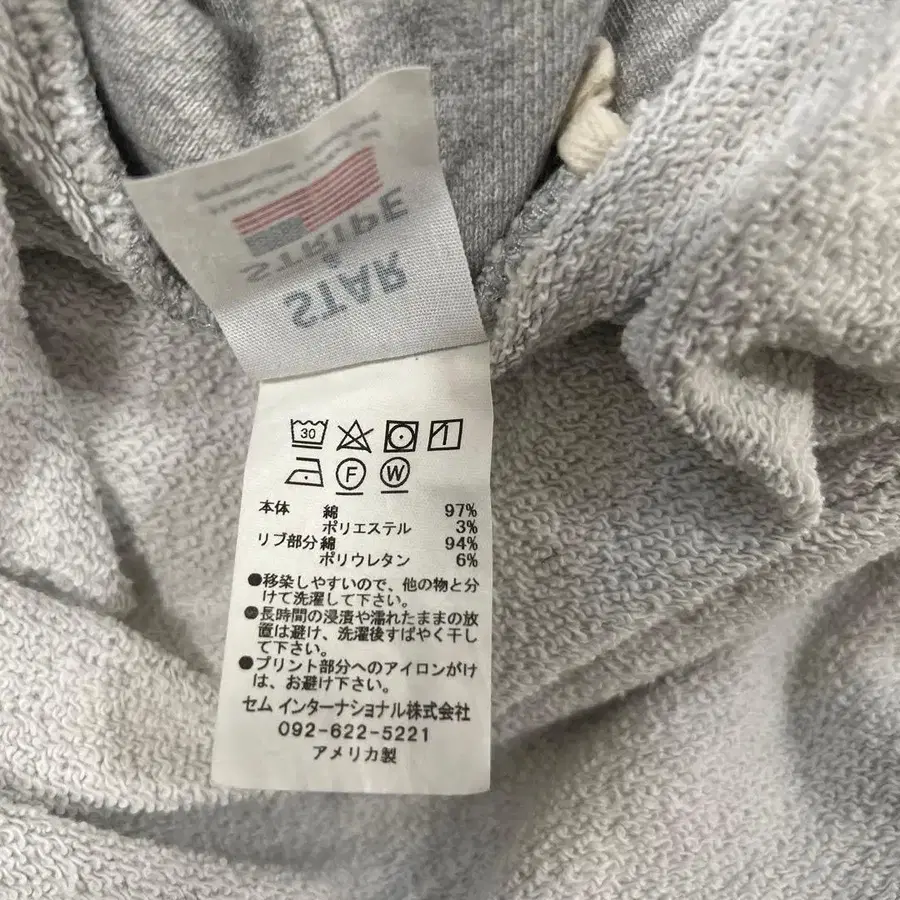 STAR
&
STRIPE
30
F
W
本体 綿 97%
ポリエステル 3%
リブ部分 綿 94%
ポリウレタン 6%
●移染しやすいので、他の物と分
けて洗濯して下さい。
●長時間の浸漬や濡れたままの放
置は避け、洗濯後すばやく干し
て下さい。
●プリント部分へのアイロンがけ
は、お避け下さい。
セム インターナショナル株式会社
092-622-5221
アメリカ製